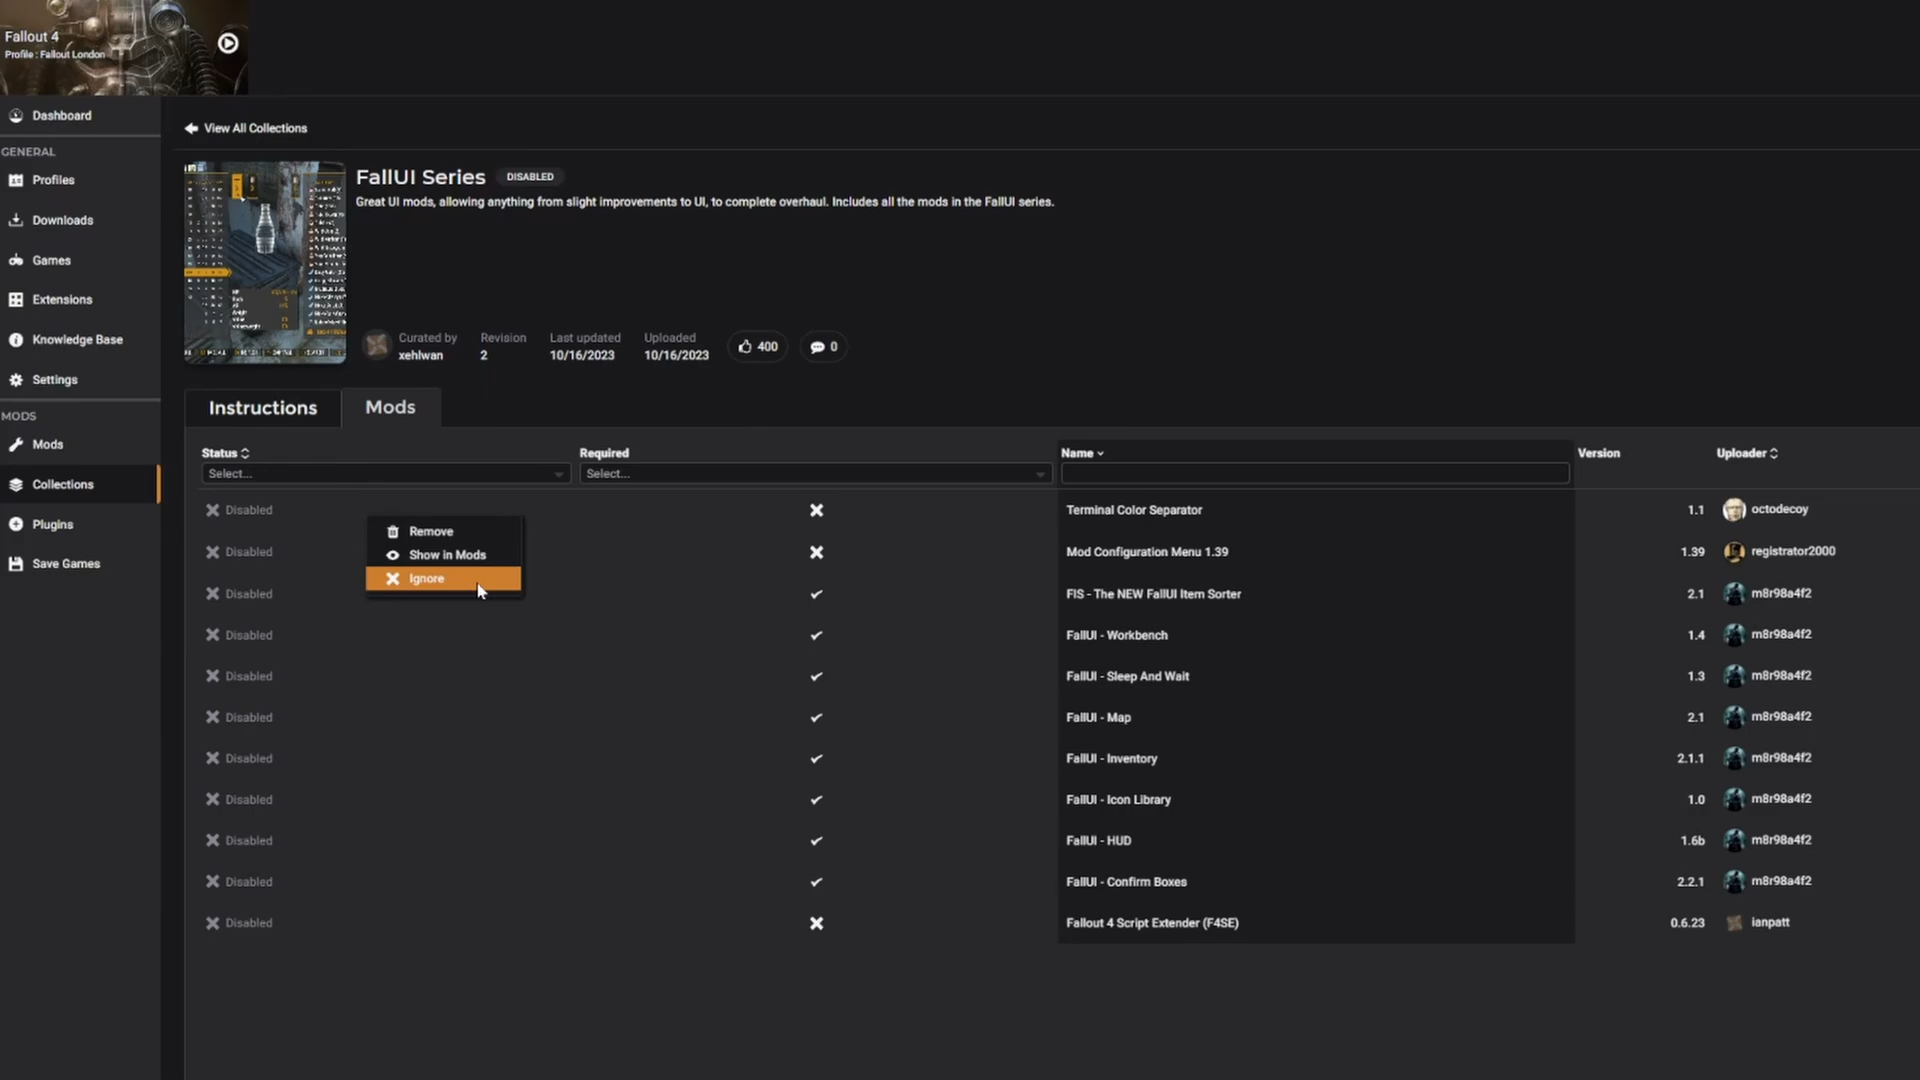 Fallout 4
Profile : Fallout London
Dashboard
GENERAL
Profiles
Downloads
Games
Extensions
Knowledge Base
Settings
MODS
Mods
Collections
Plugins
Save Games
View All Collections
FallUI Series DISABLED
Great UI mods, allowing anything from slight improvements to UI, to complete overhaul. Includes all the mods in the FallUI series.
Curated by Revision Last updated Uploaded
xehlwan 2 10/16/2023 10/16/2023 400 0
Instructions Mods
Status Required Name Version Uploader
Select... Select...
Disabled Terminal Color Separator 1.1 octodecoy
Remove
Show in Mods
Ignore
Disabled Mod Configuration Menu 1.39 1.39 registrator2000
Disabled FIS - The NEW FallUI Item Sorter 2.1 m8r98a4f2
Disabled FallUI - Workbench 1.4 m8r98a4f2
Disabled FallUI - Sleep And Wait 1.3 m8r98a4f2
Disabled FallUI - Map 2.1 m8r98a4f2
Disabled FallUI - Inventory 2.1.1 m8r98a4f2
Disabled FallUI - Icon Library 1.0 m8r98a4f2
Disabled FallUI - HUD 1.6b m8r98a4f2
Disabled FallUI - Confirm Boxes 2.2.1 m8r98a4f2
Disabled Fallout 4 Script Extender (F4SE) 0.6.23 ianpatt